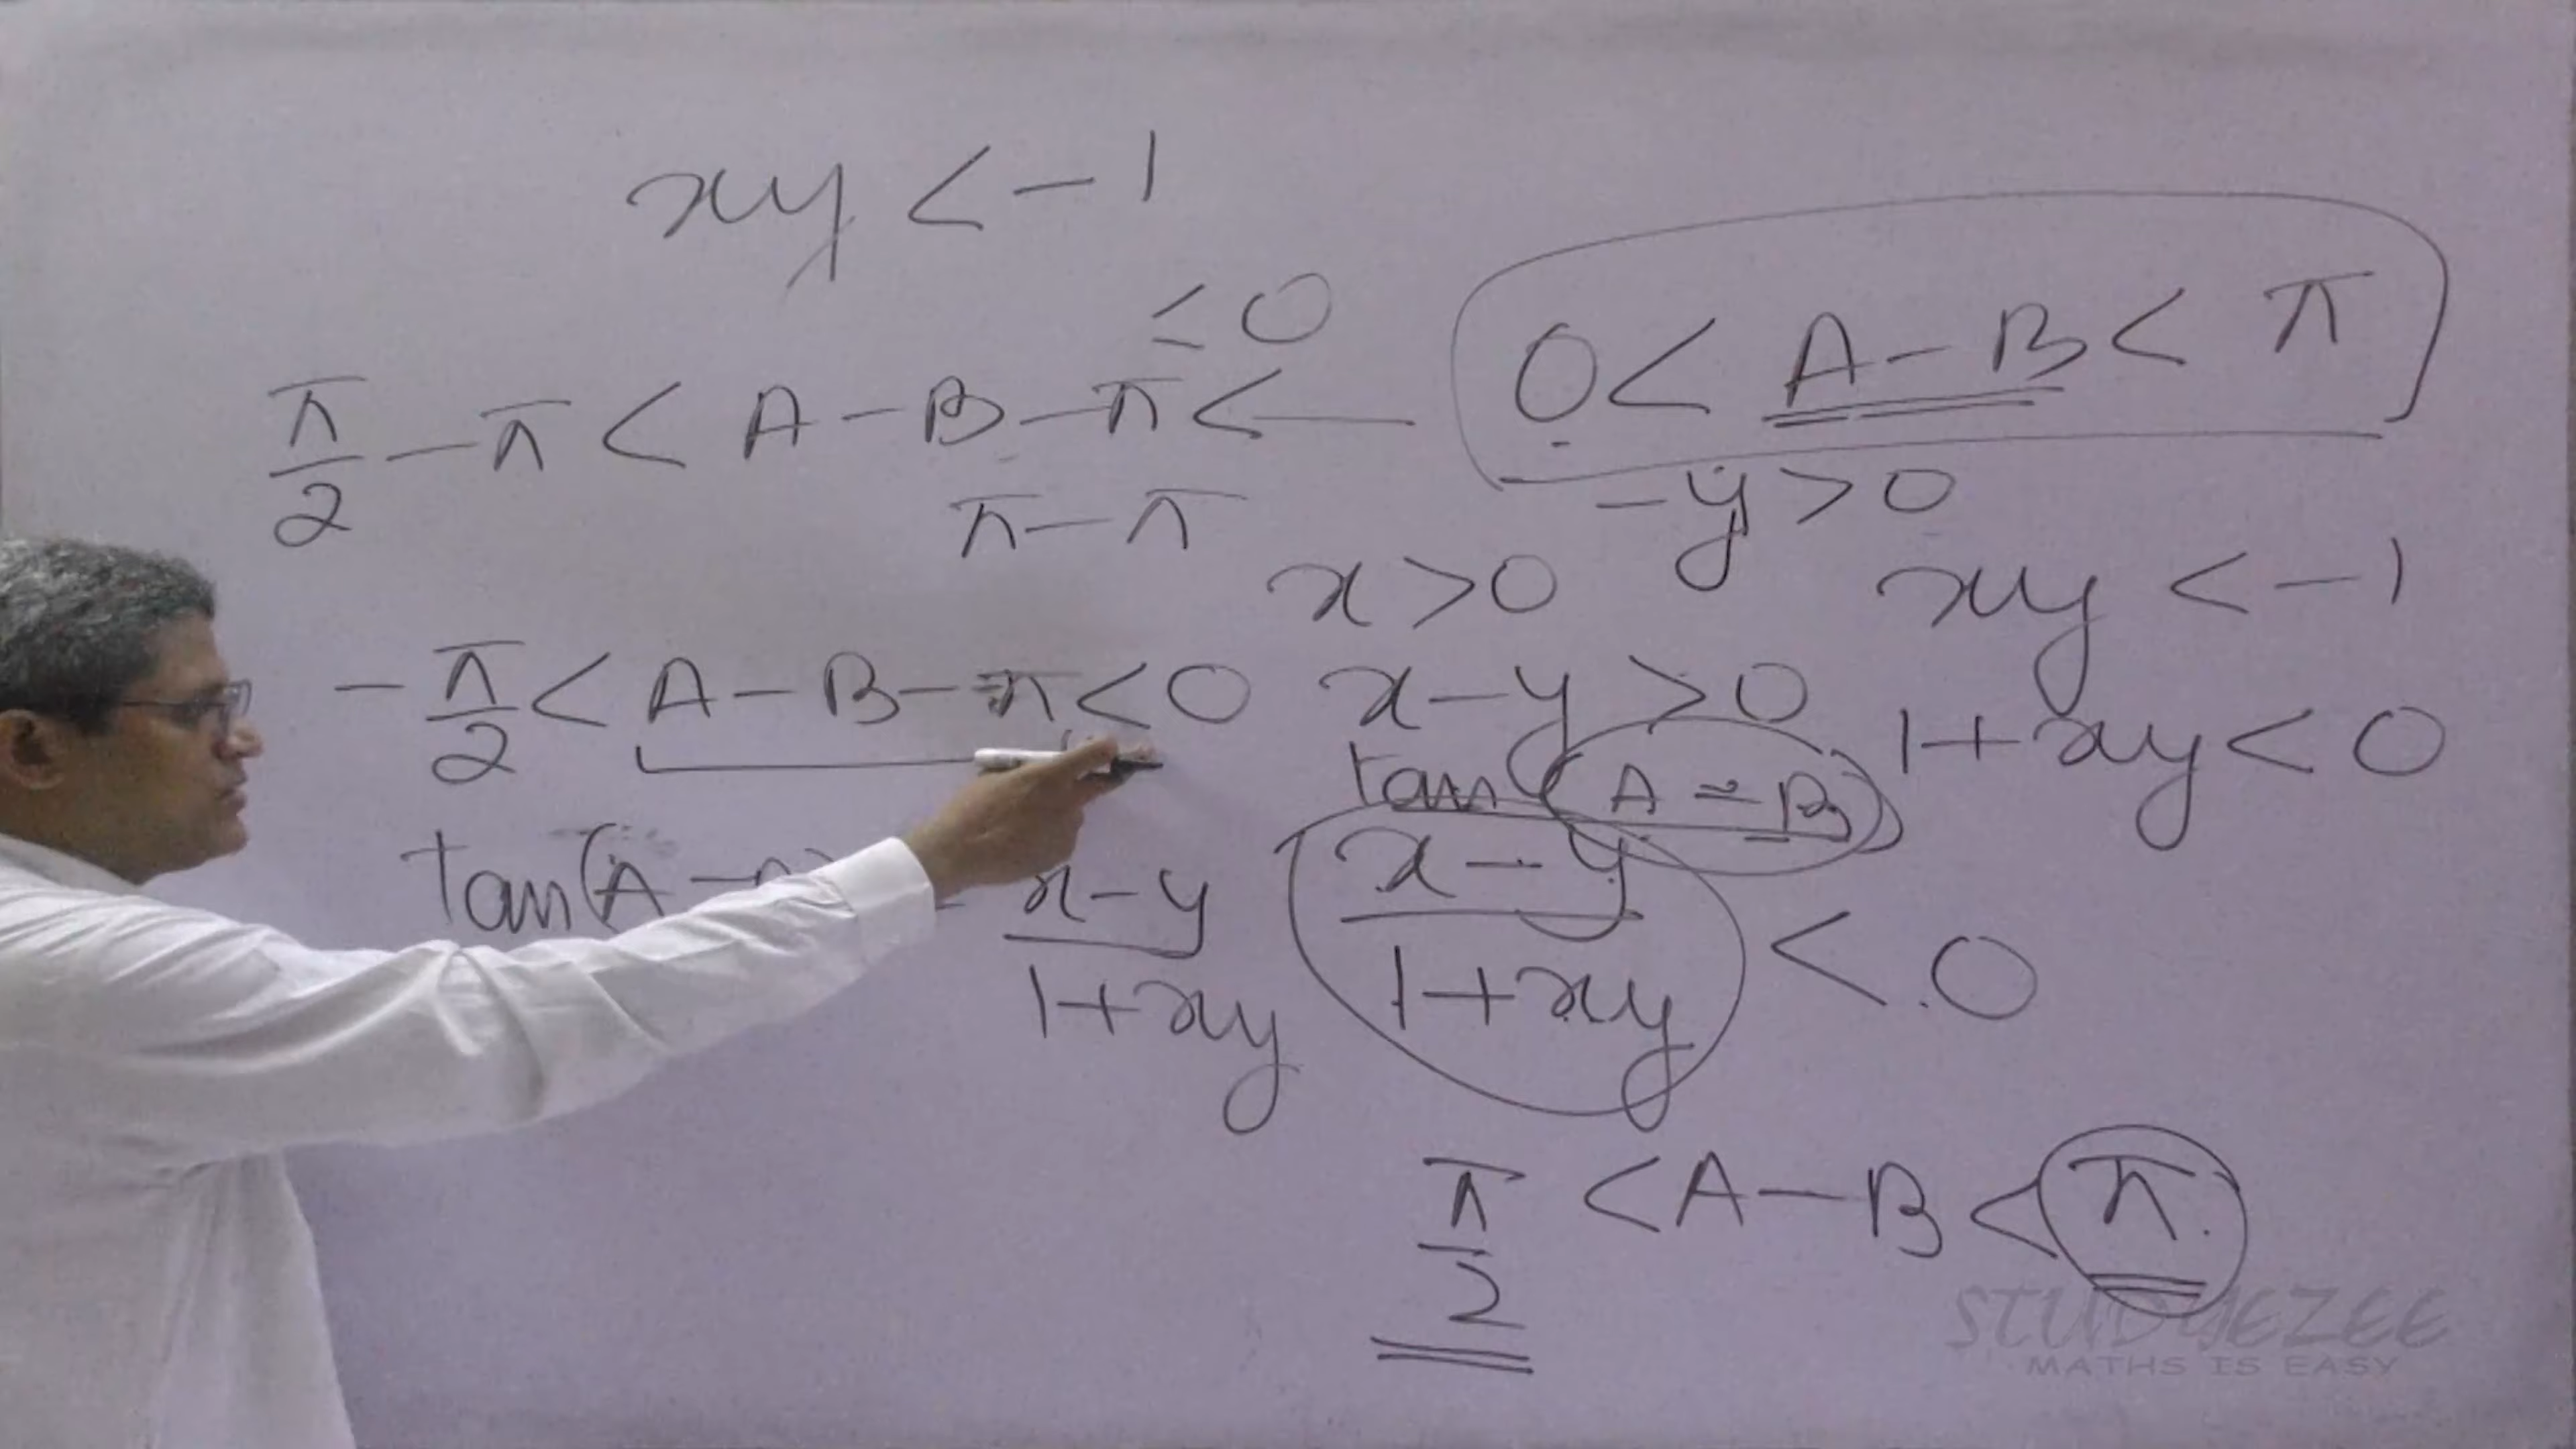 xy < -1
≤ 0
π/2 - π < A - B - π <
π - π
0 < A - B < π
-y > 0
x > 0
xy < -1
-π/2 < A - B - π < 0
x - y > 0
1 + xy < 0
tan(A - B)
tan(A -
x - y / 1 + xy
x - y / 1 + xy < 0
π/2 < A - B < π
STUDYEZEE
MATHS IS EASY